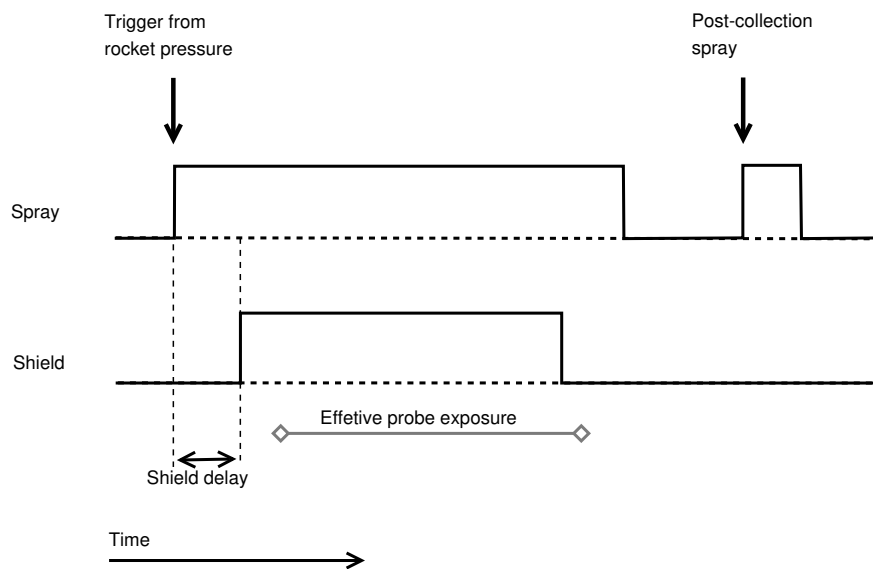 Trigger from
rocket pressure
Post-collection
spray
Spray
Shield
Effetive probe exposure
Shield delay
Time